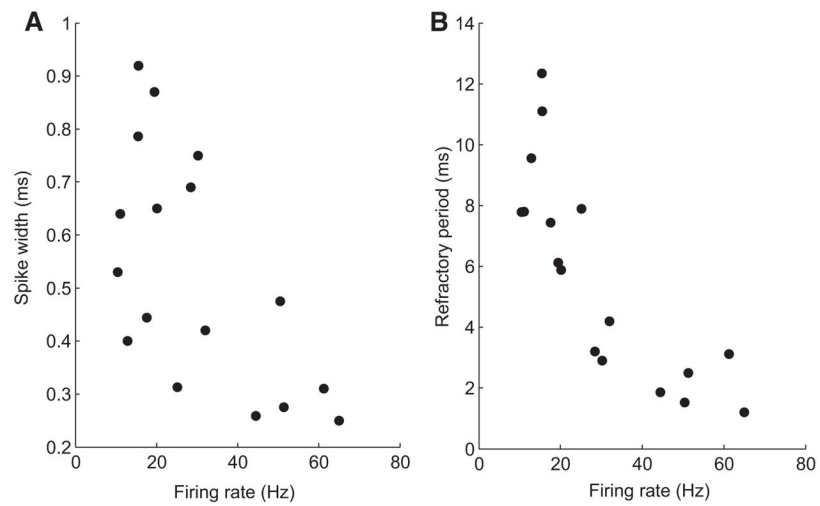 A
B
1
0.9
0.8
0.7
0.6
0.5
0.4
0.3
0.2
Spike width (ms)
0 20 40 60 80
Firing rate (Hz)
14
12
10
8
6
4
2
0
Refractory period (ms)
0 20 40 60 80
Firing rate (Hz)